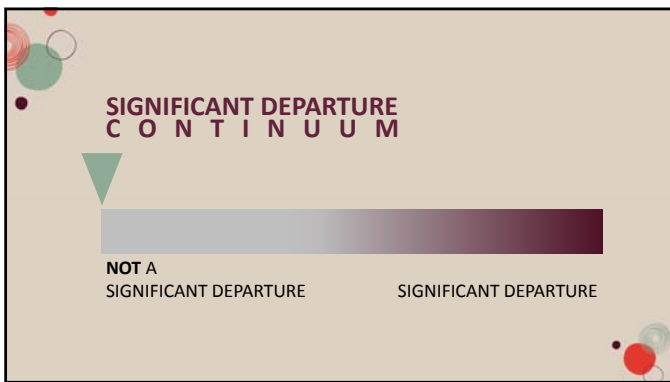 SIGNIFICANT DEPARTURE
C O N T I N U U M
NOT A
SIGNIFICANT DEPARTURE
SIGNIFICANT DEPARTURE